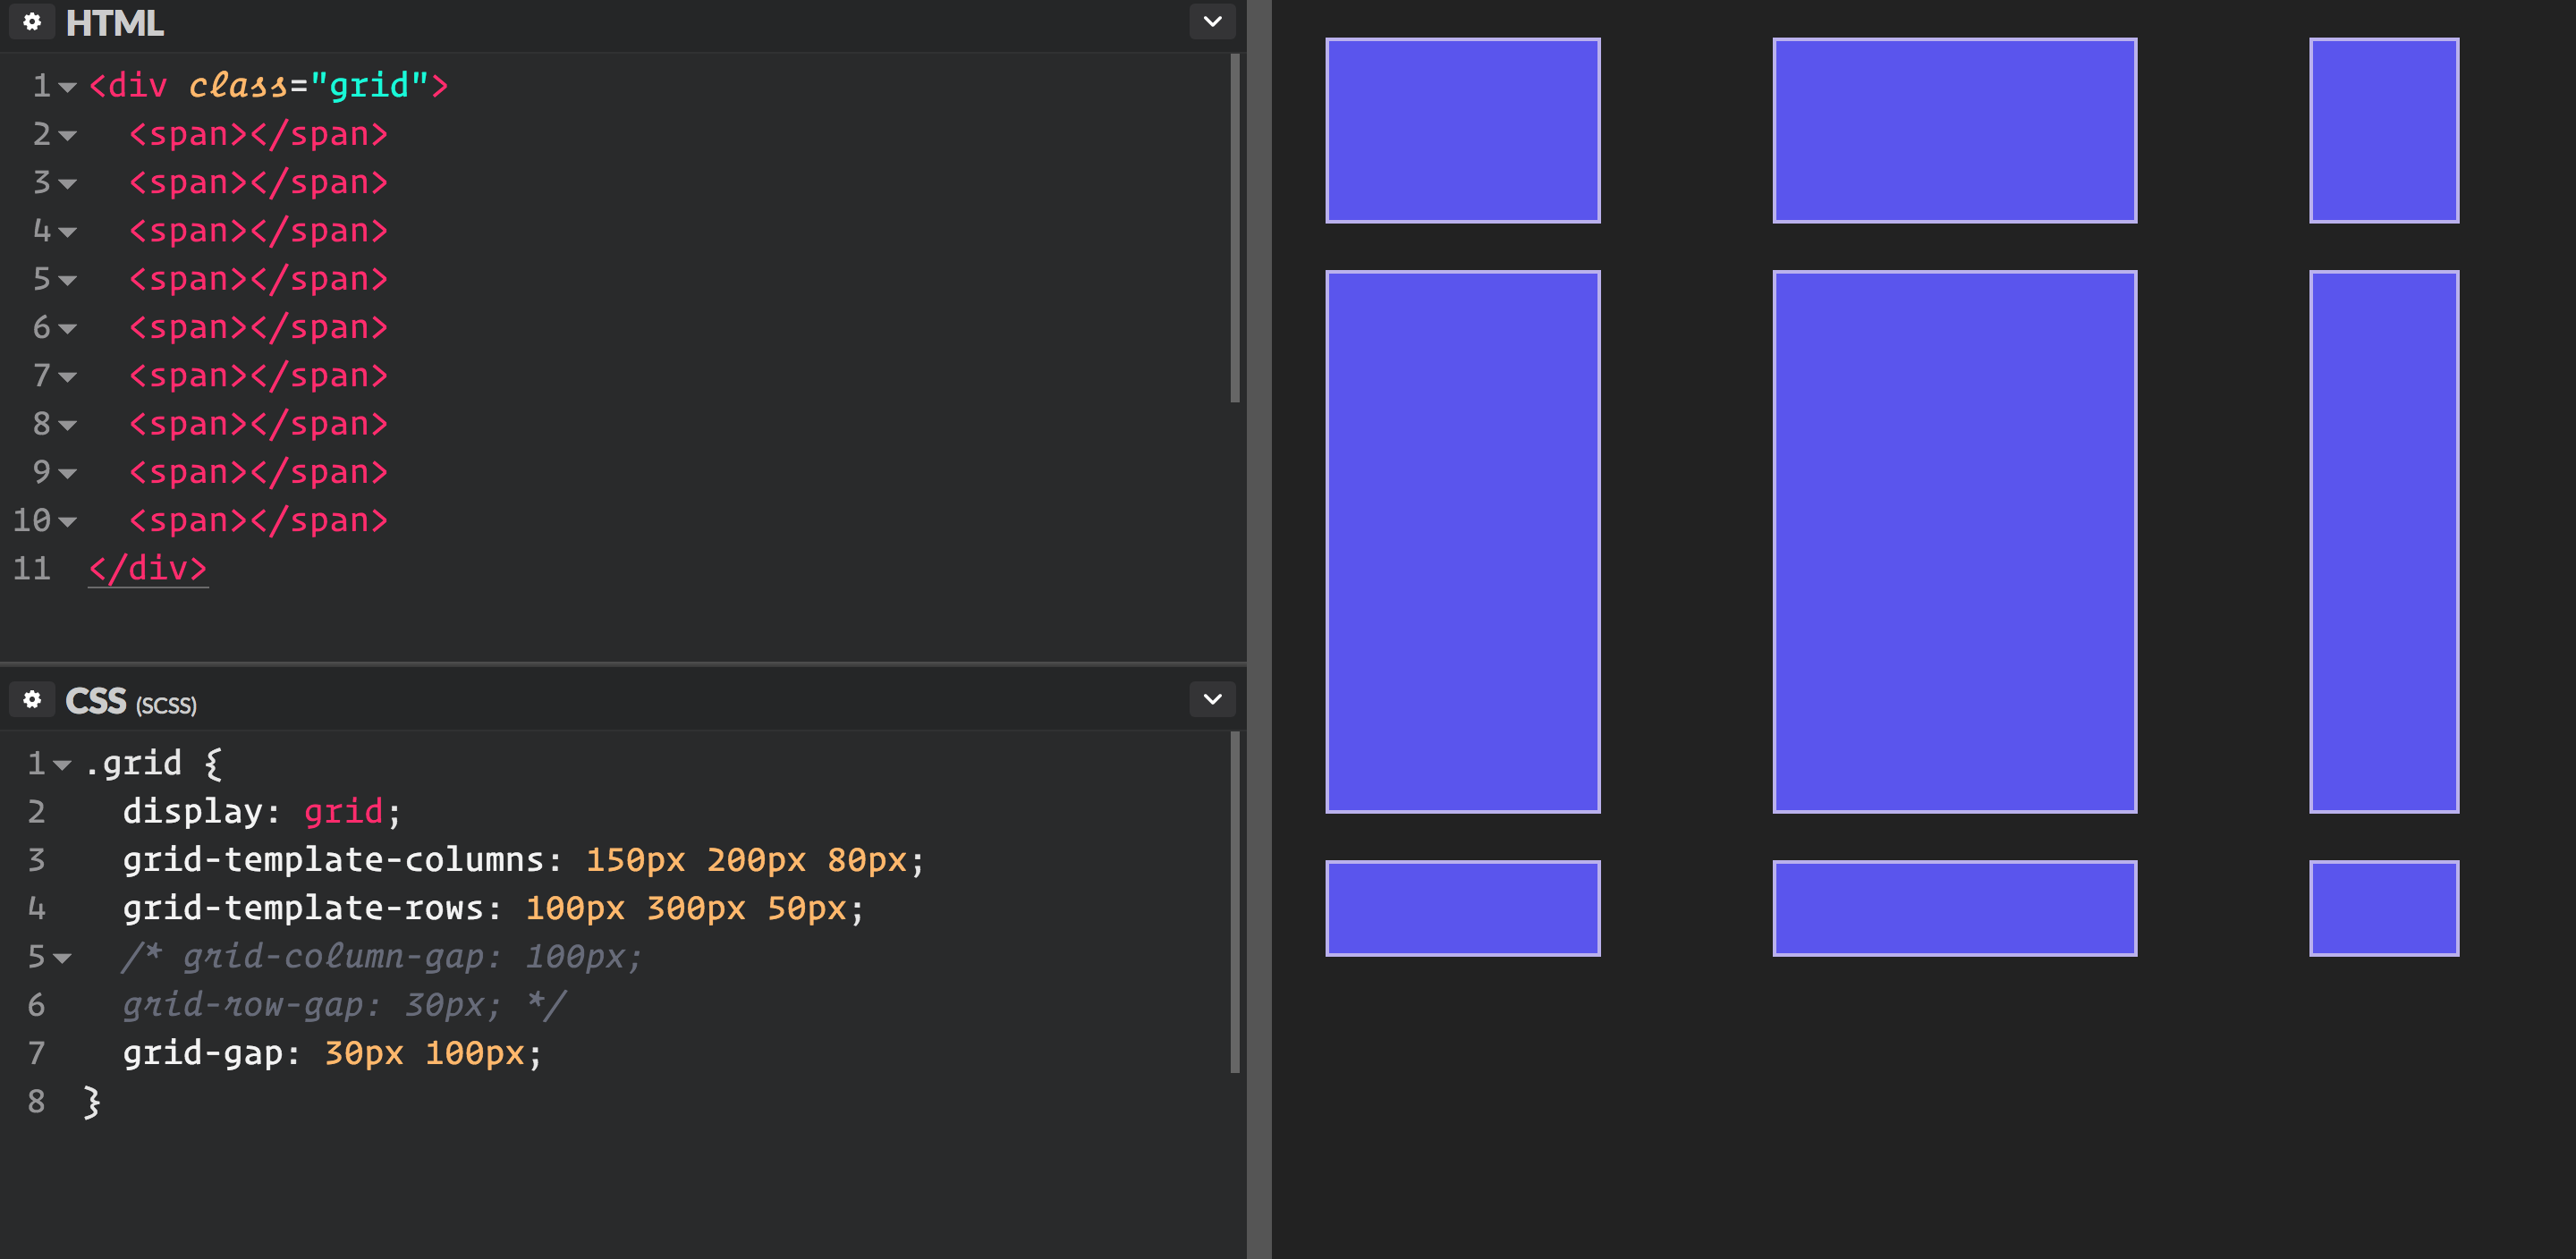 HTML
1 <div class="grid">
2 <span></span>
3 <span></span>
4 <span></span>
5 <span></span>
6 <span></span>
7 <span></span>
8 <span></span>
9 <span></span>
10 <span></span>
11 </div>
CSS (SCSS)
1 .grid {
2 display: grid;
3 grid-template-columns: 150px 200px 80px;
4 grid-template-rows: 100px 300px 50px;
5 /* grid-column-gap: 100px;
6 grid-row-gap: 30px; */
7 grid-gap: 30px 100px;
8 }